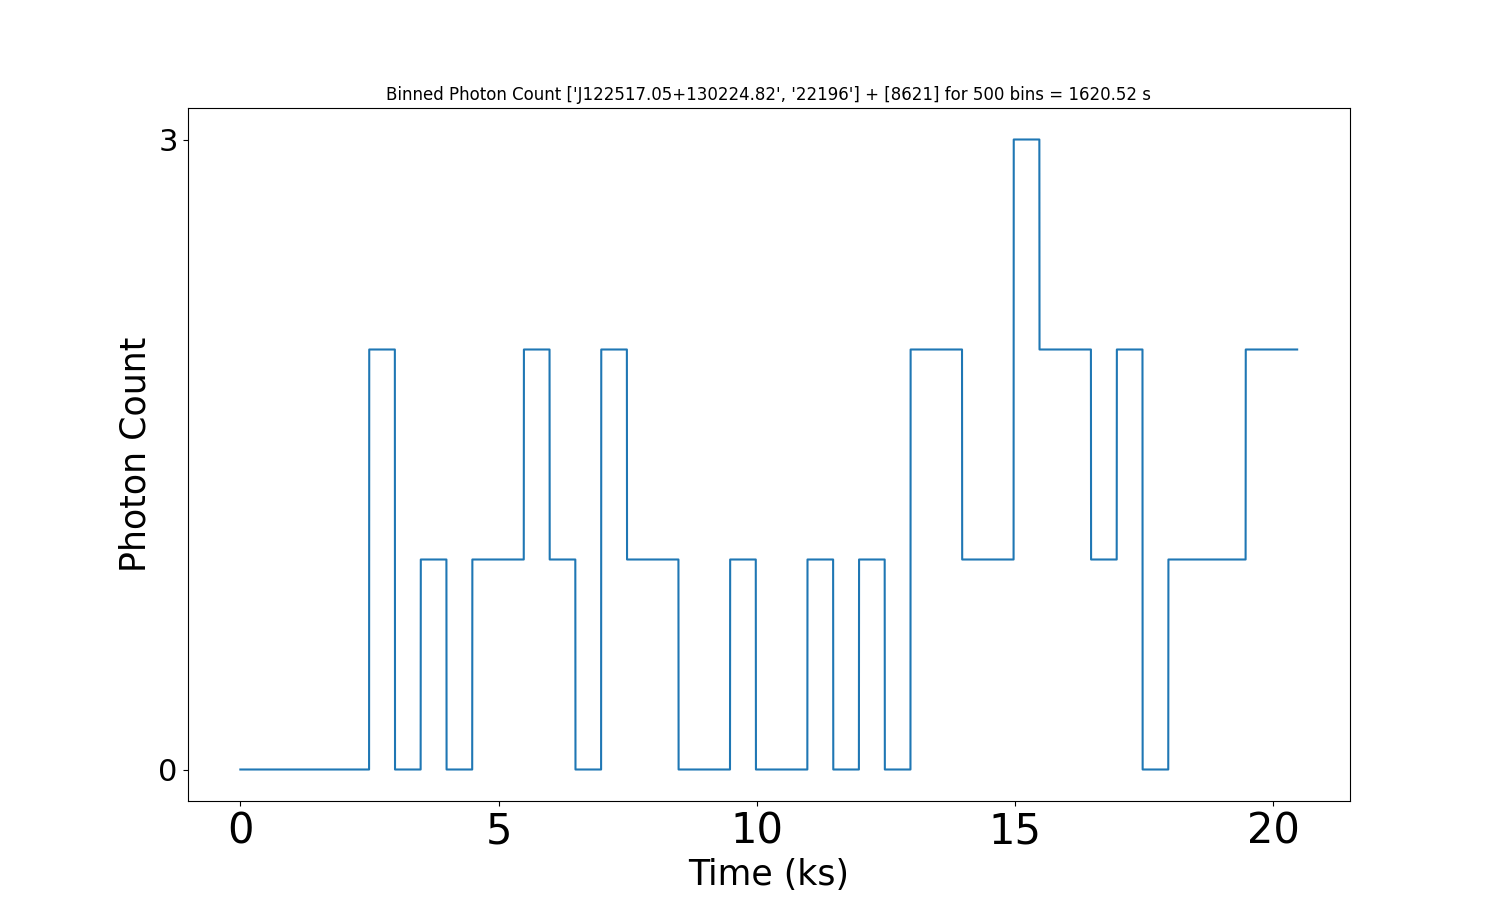 Binned Photon Count ['J122517.05+130224.82', '22196'] + [8621] for 500 bins = 1620.52 s
3
Photon Count
0
0 5 10 15 20
Time (ks)